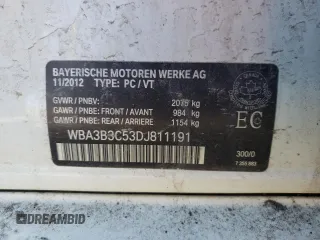 BAYERISCHE MOTOREN WERKE AG
11/2012 TYPE: PC / VT
GVWR / PNBV: 2075 kg
GAWR / PNBE: FRONT / AVANT 984 kg
GAWR / PNBE: REAR / ARRIERE 1154 kg
WBA3B3C53DJ811191
EC
300/0
DREAMBID